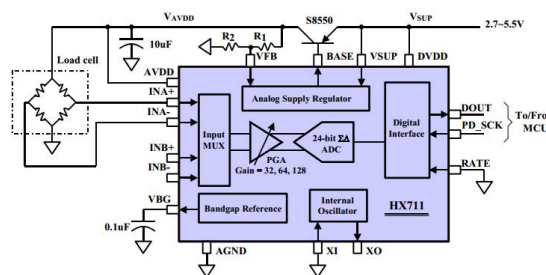 VAVDD
S8550
VSUP
2.7~5.5V
R2
R1
10uF
Load cell
VFB
BASE
VSUP
DVDD
AVDD
INA+
INA-
INB+
INB-
Analog Supply Regulator
Input
MUX
PGA
Gain = 32, 64, 128
24-bit ΣΔ
ADC
Digital
Interface
DOUT
PD_SCK
To/From
MCU
RATE
VBG
0.1uF
Bandgap Reference
Internal
Oscillator
HX711
AGND
XI
XO